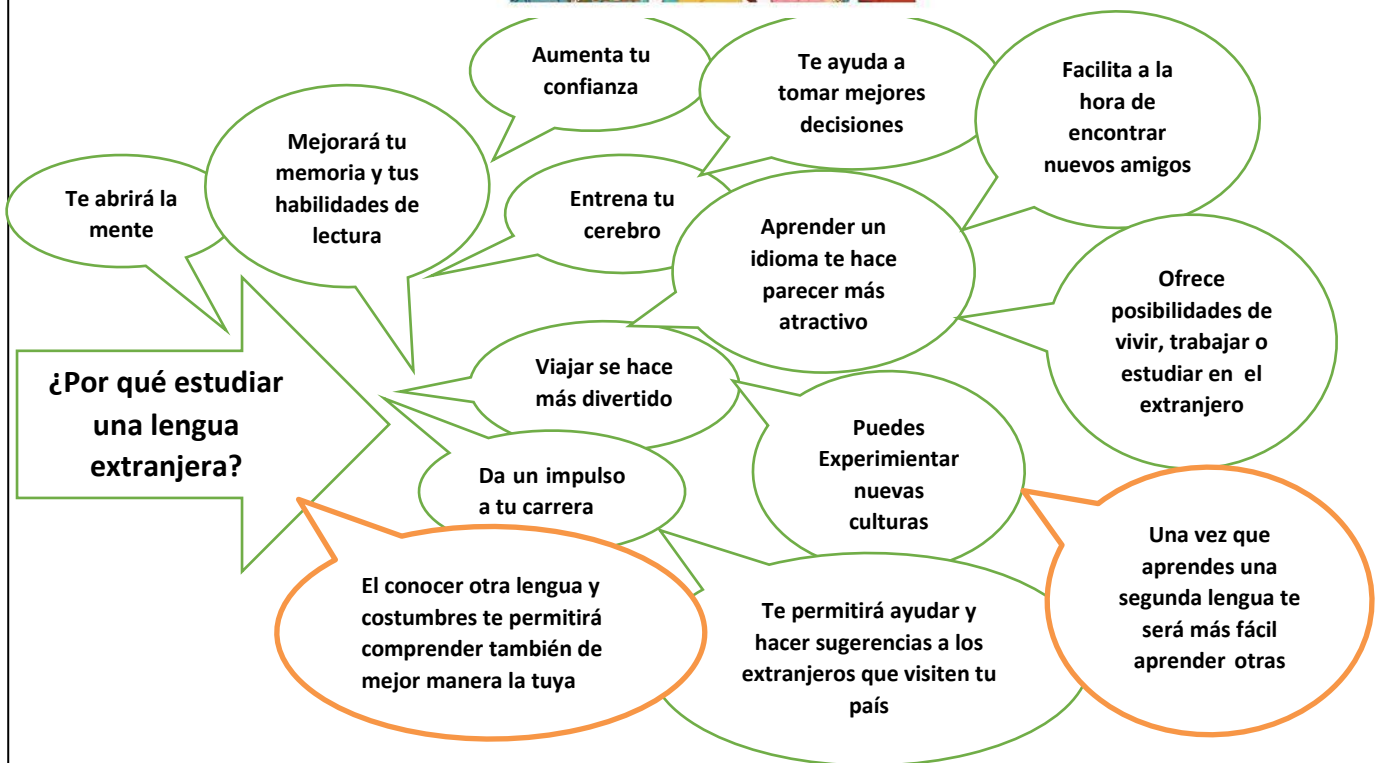 ¿Por qué estudiar
una lengua
extranjera?
Te abrirá la
mente
Mejorará tu
memoria y tus
habilidades de
lectura
Aumenta tu
confianza
Te ayuda a
tomar mejores
decisiones
Facilita a la
hora de
encontrar
nuevos amigos
Entrena tu
cerebro
Aprender un
idioma te hace
parecer más
atractivo
Ofrece
posibilidades de
vivir, trabajar o
estudiar en el
extranjero
Viajar se hace
más divertido
Puedes
Experimientar
nuevas
culturas
Da un impulso
a tu carrera
El conocer otra lengua y
costumbres te permitirá
comprender también de
mejor manera la tuya
Te permitirá ayudar y
hacer sugerencias a los
extranjeros que visiten tu
país
Una vez que
aprendes una
segunda lengua te
será más fácil
aprender otras